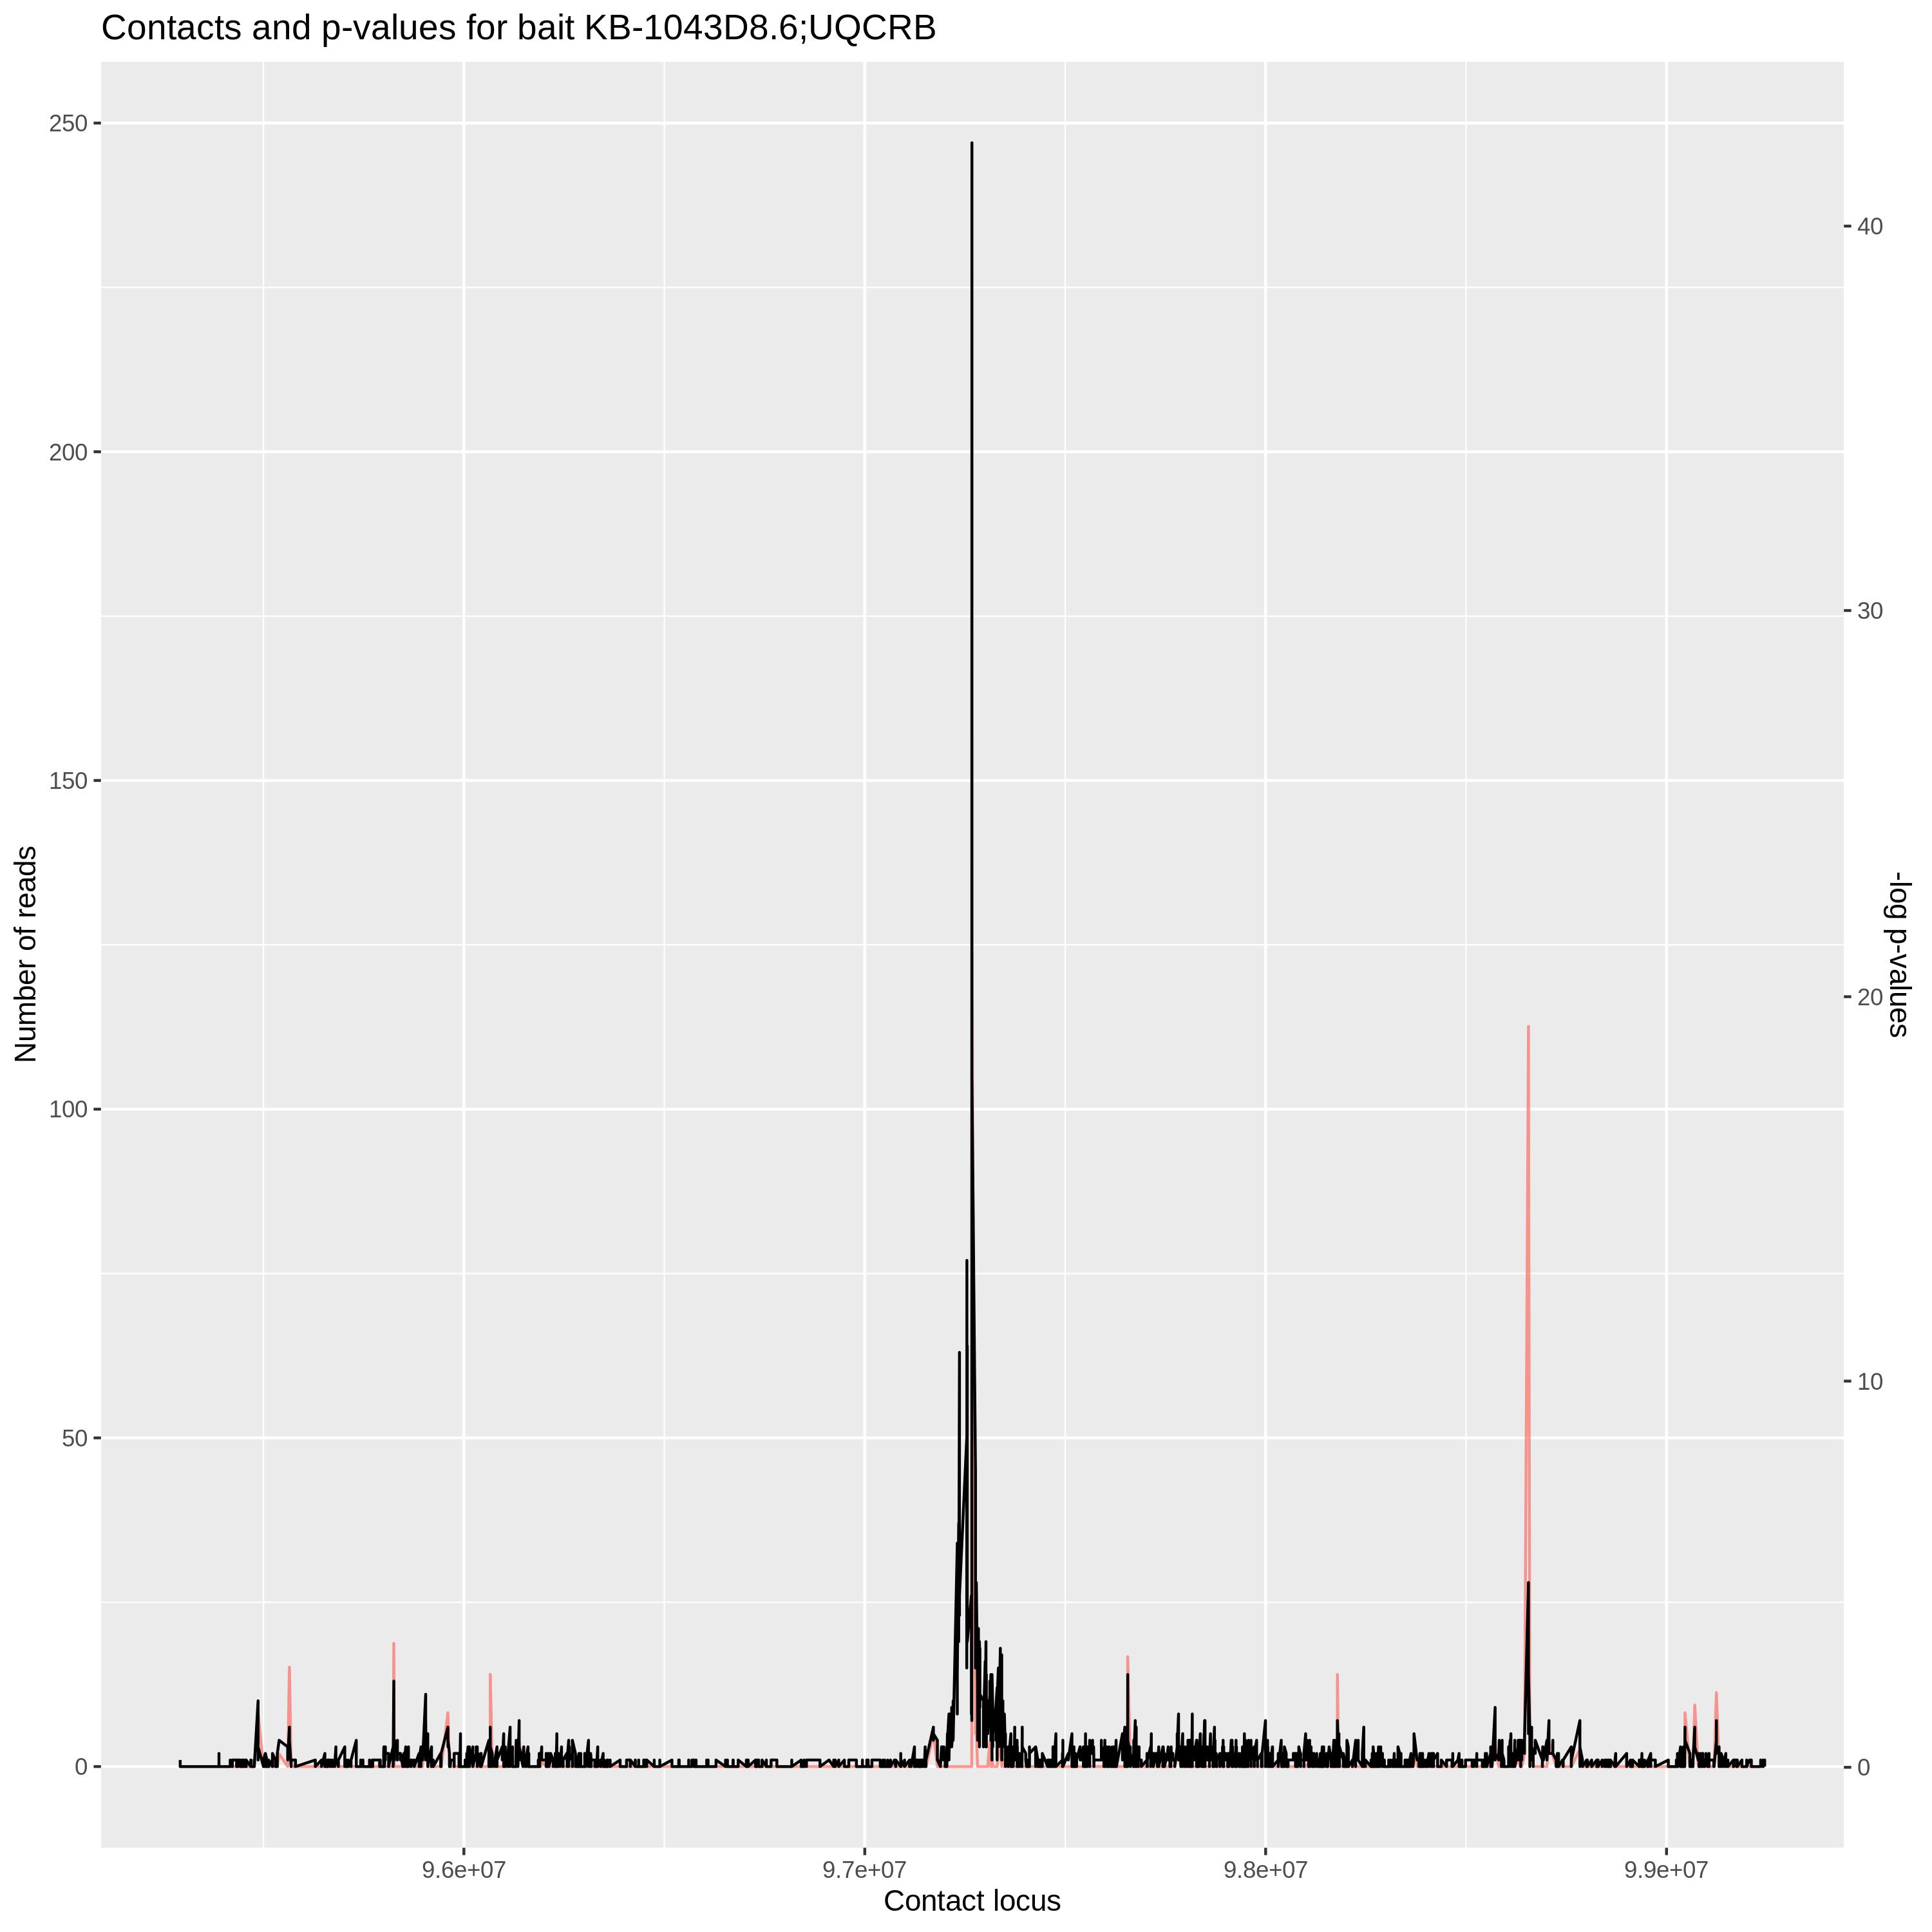 Contacts and p-values for bait KB-1043D8.6;UQCRB
250
200
150
100
50
0
Number of reads
40
30
20
10
0
-log p-values
9.6e+07 9.7e+07 9.8e+07 9.9e+07
Contact locus